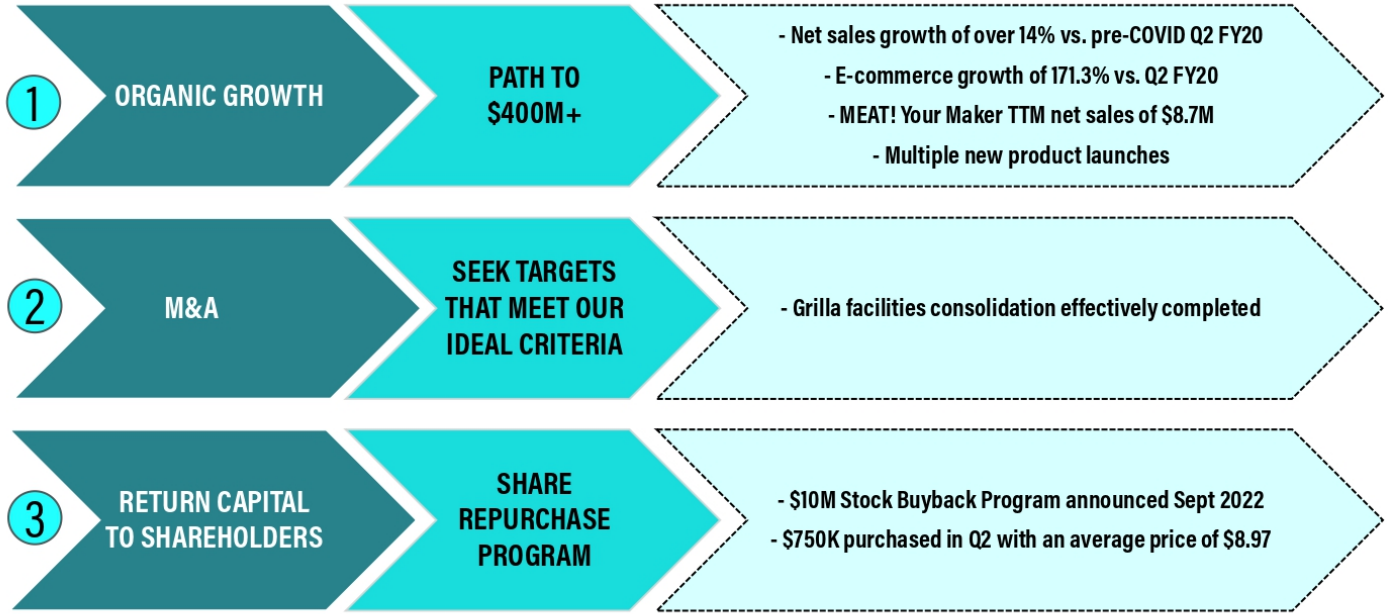 1
ORGANIC GROWTH
PATH TO
$400M+
- Net sales growth of over 14% vs. pre-COVID Q2 FY20
- E-commerce growth of 171.3% vs. Q2 FY20
- MEAT! Your Maker TTM net sales of $8.7M
- Multiple new product launches
2
M&A
SEEK TARGETS
THAT MEET OUR
IDEAL CRITERIA
- Grilla facilities consolidation effectively completed
3
RETURN CAPITAL
TO SHAREHOLDERS
SHARE
REPURCHASE
PROGRAM
- $10M Stock Buyback Program announced Sept 2022
- $750K purchased in Q2 with an average price of $8.97